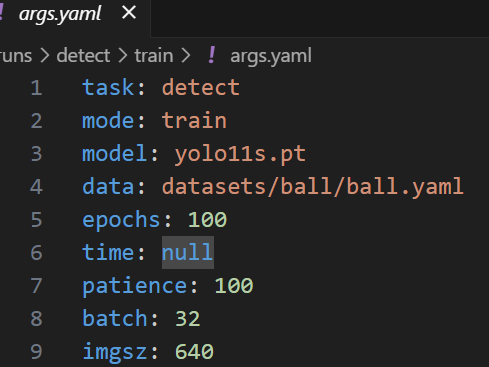 ! args.yaml ×
runs > detect > train > ! args.yaml
1 task: detect
2 mode: train
3 model: yolo11s.pt
4 data: datasets/ball/ball.yaml
5 epochs: 100
6 time: null
7 patience: 100
8 batch: 32
9 imgsz: 640